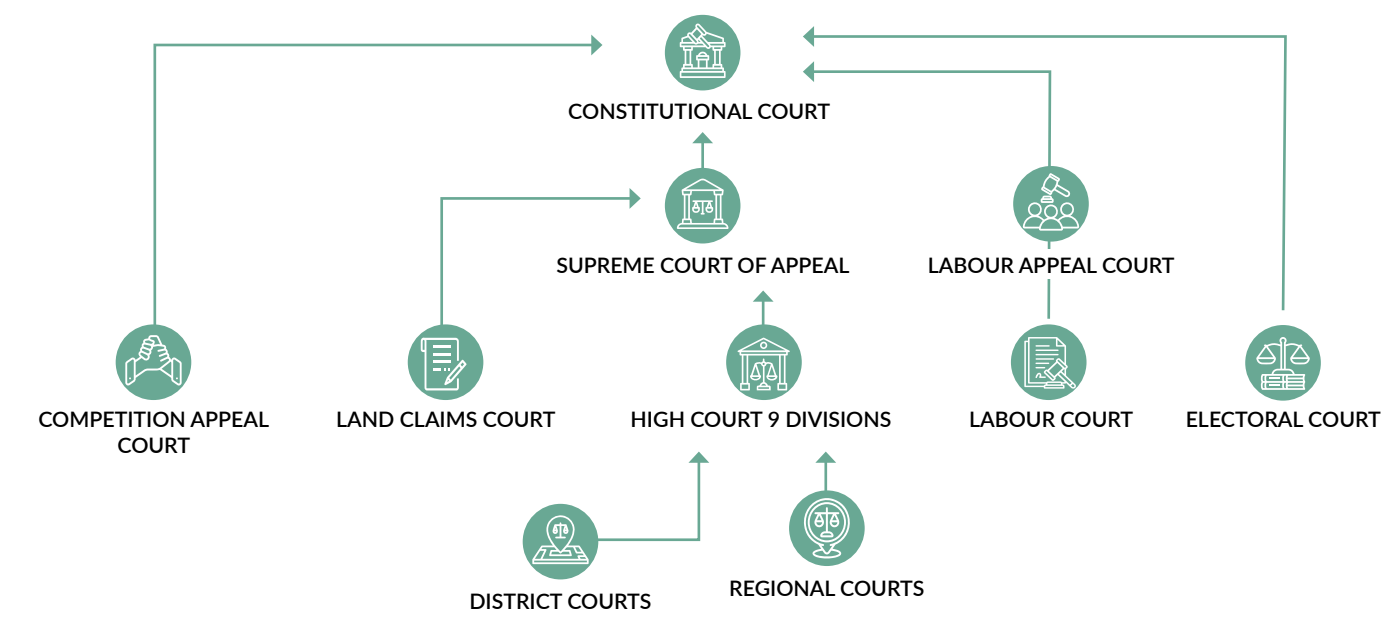 CONSTITUTIONAL COURT
SUPREME COURT OF APPEAL
LABOUR APPEAL COURT
COMPETITION APPEAL
COURT
LAND CLAIMS COURT
HIGH COURT 9 DIVISIONS
LABOUR COURT
ELECTORAL COURT
DISTRICT COURTS
REGIONAL COURTS